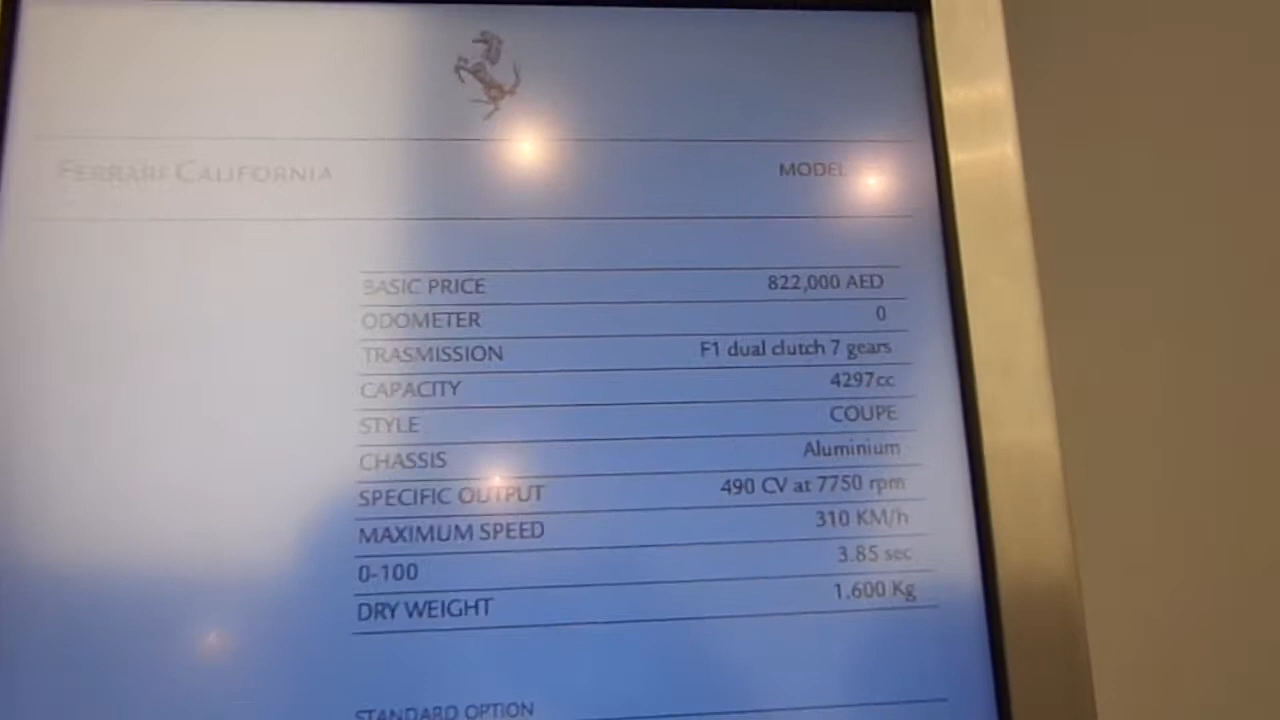 FERRARI CALIFORNIA MODEL
BASIC PRICE 822,000 AED
ODOMETER 0
TRASMISSION F1 dual clutch 7 gears
CAPACITY 4297cc
STYLE COUPE
CHASSIS Aluminium
SPECIFIC OUTPUT 490 CV at 7750 rpm
MAXIMUM SPEED 310 KM/h
0-100 3.85 sec
DRY WEIGHT 1.600 Kg
STANDARD OPTION